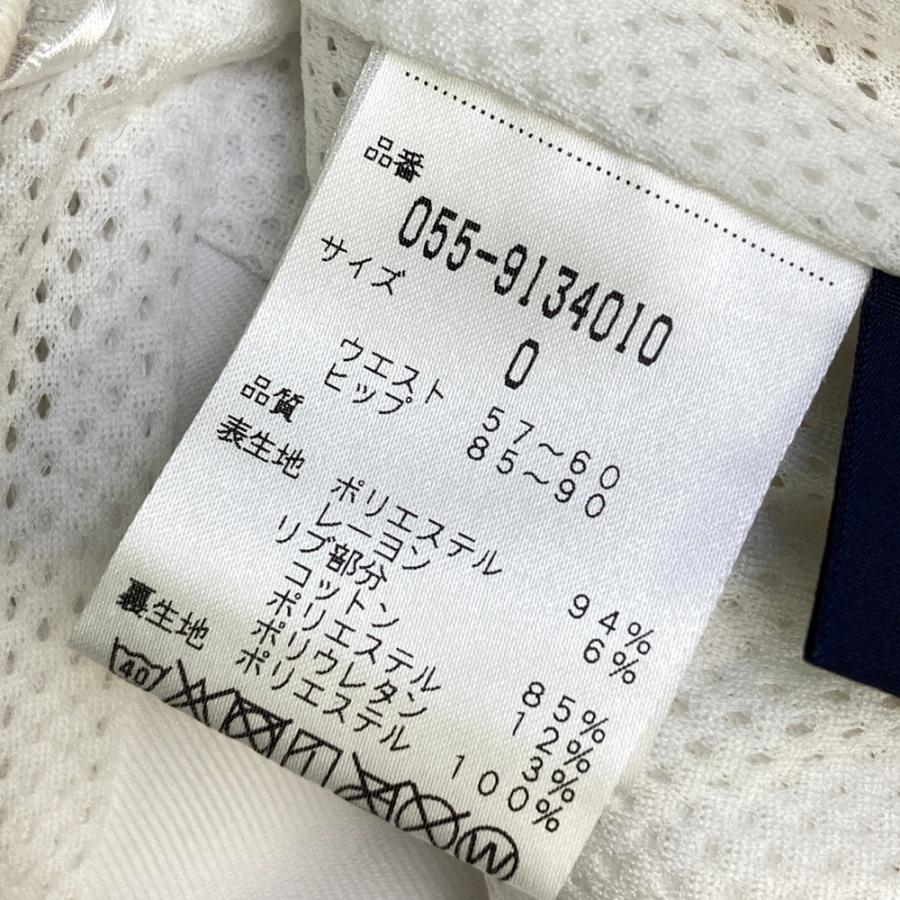 品番
055-9134010
サイズ
0
ウエスト 57～60
ヒップ 85～90
品質
表生地
ポリエステル 94%
レーヨン 6%
リブ部分
コットン 85%
ポリエステル 12%
ポリウレタン 3%
裏生地 ポリエステル 100%
40
W